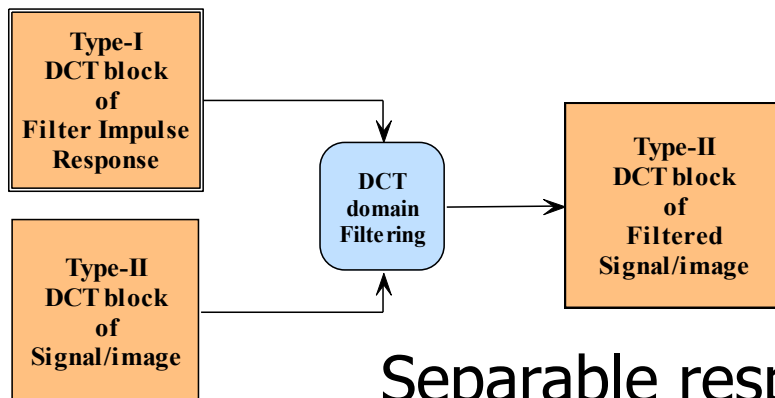 Type-I
DCT block
of
Filter Impulse
Response
Type-II
DCT block
of
Signal/image
DCT
domain
Filtering
Type-II
DCT block
of
Filtered
Signal/image
Separable resp